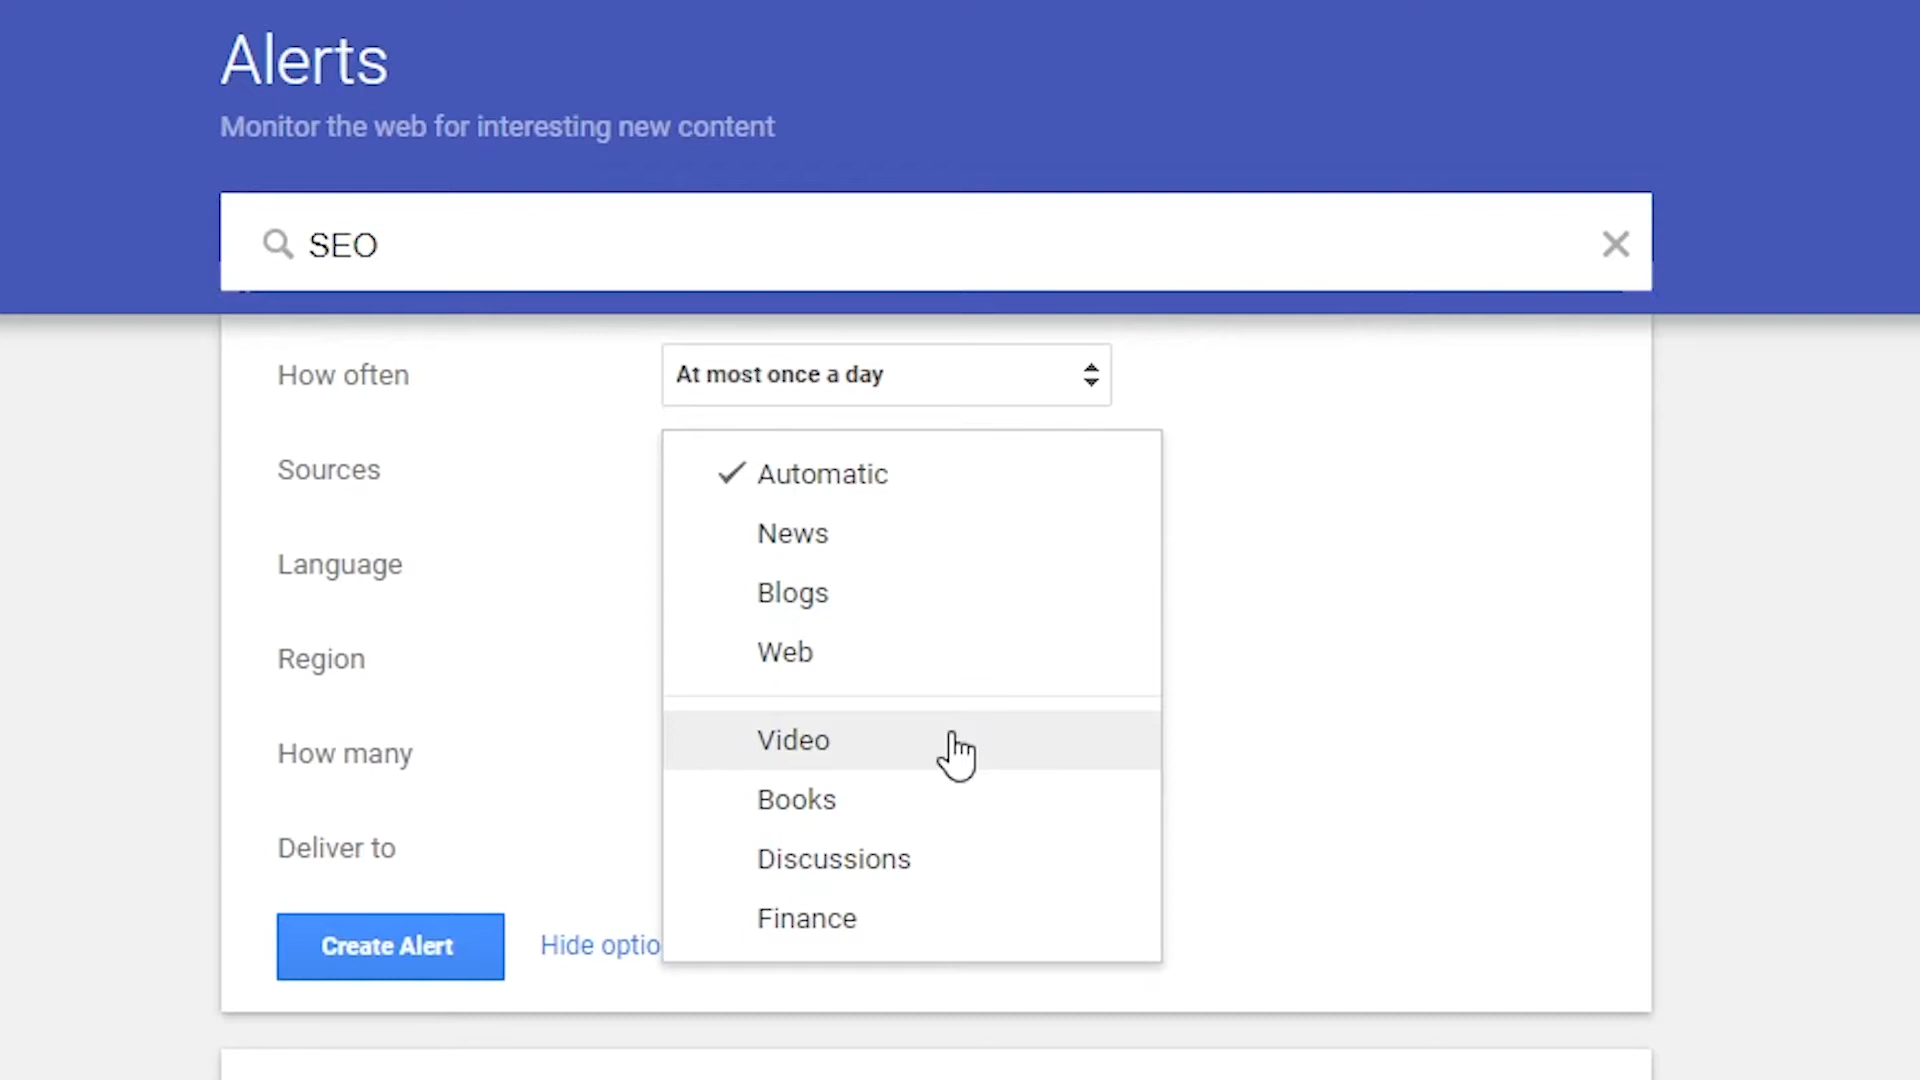 Alerts
Monitor the web for interesting new content
SEO
How often
At most once a day
Sources
Automatic
News
Blogs
Language
Web
Region
Video
How many
Books
Deliver to
Discussions
Finance
Create Alert
Hide optio